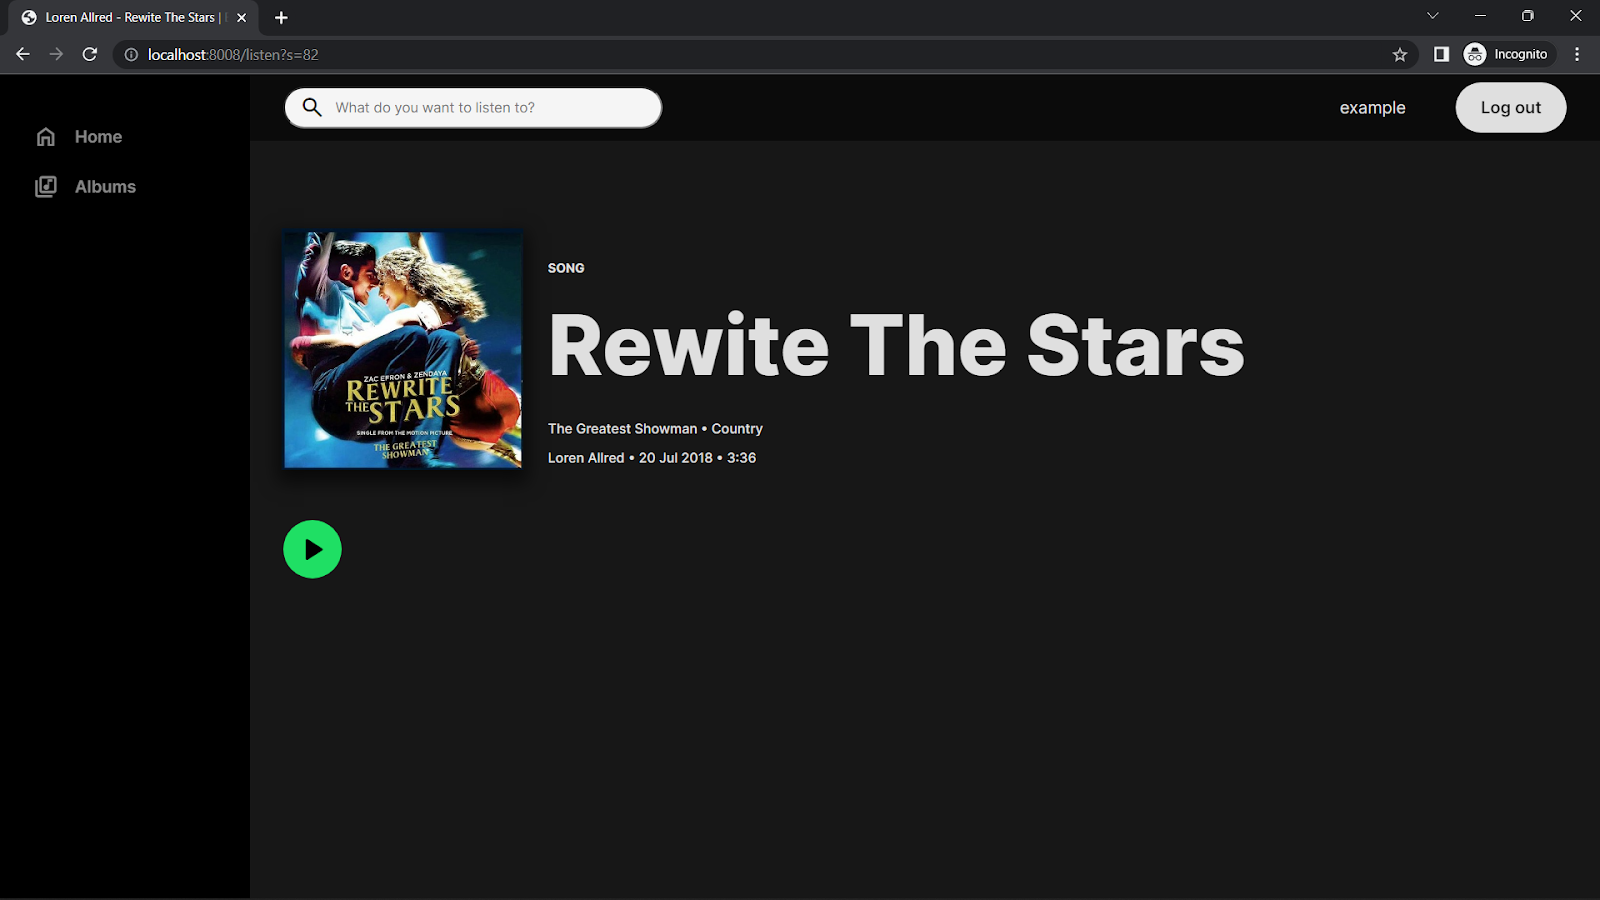 Loren Allred - Rewite The Stars |
localhost:8008/listen?s=82
Incognito
What do you want to listen to?
example
Log out
Home
Albums
ZAC EFRON & ZENDAYA
REWRITE
THE STARS
SINGLE FROM THE MOTION PICTURE
THE GREATEST
SHOWMAN
SONG
Rewite The Stars
The Greatest Showman • Country
Loren Allred • 20 Jul 2018 • 3:36